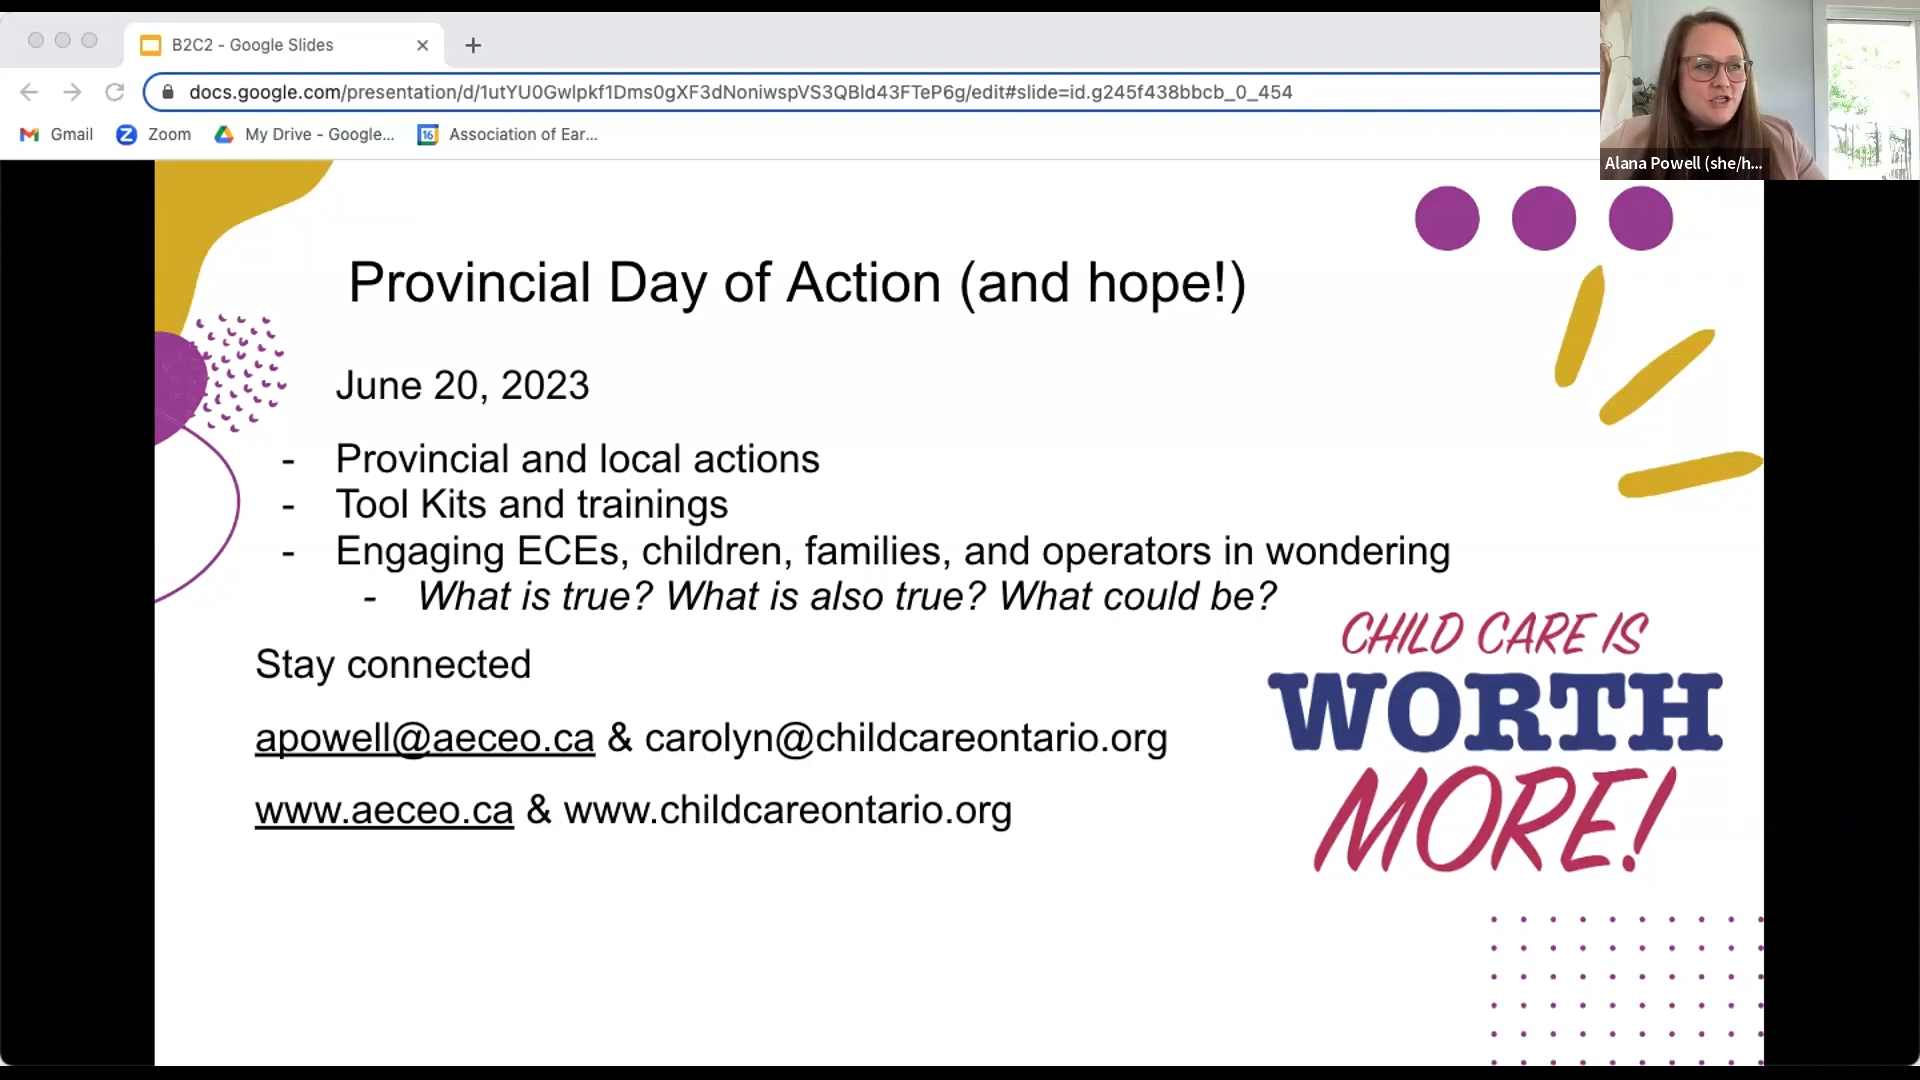 B2C2 - Google Slides
docs.google.com/presentation/d/1utYU0Gwlpkf1Dms0gXF3dNoniwspVS3QBld43FTeP6g/edit#slide=id.g245f438bbcb_0_454
Gmail
Zoom
My Drive - Google...
16
Association of Ear...
Alana Powell (she/h...
Provincial Day of Action (and hope!)
June 20, 2023
- Provincial and local actions
- Tool Kits and trainings
- Engaging ECEs, children, families, and operators in wondering
- What is true? What is also true? What could be?
Stay connected
apowell@aeceo.ca & carolyn@childcareontario.org
www.aeceo.ca & www.childcareontario.org
CHILD CARE IS
WORTH
MORE!